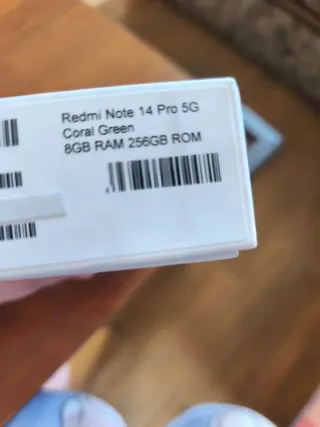 Redmi Note 14 Pro 5G
Coral Green
8GB RAM 256GB ROM